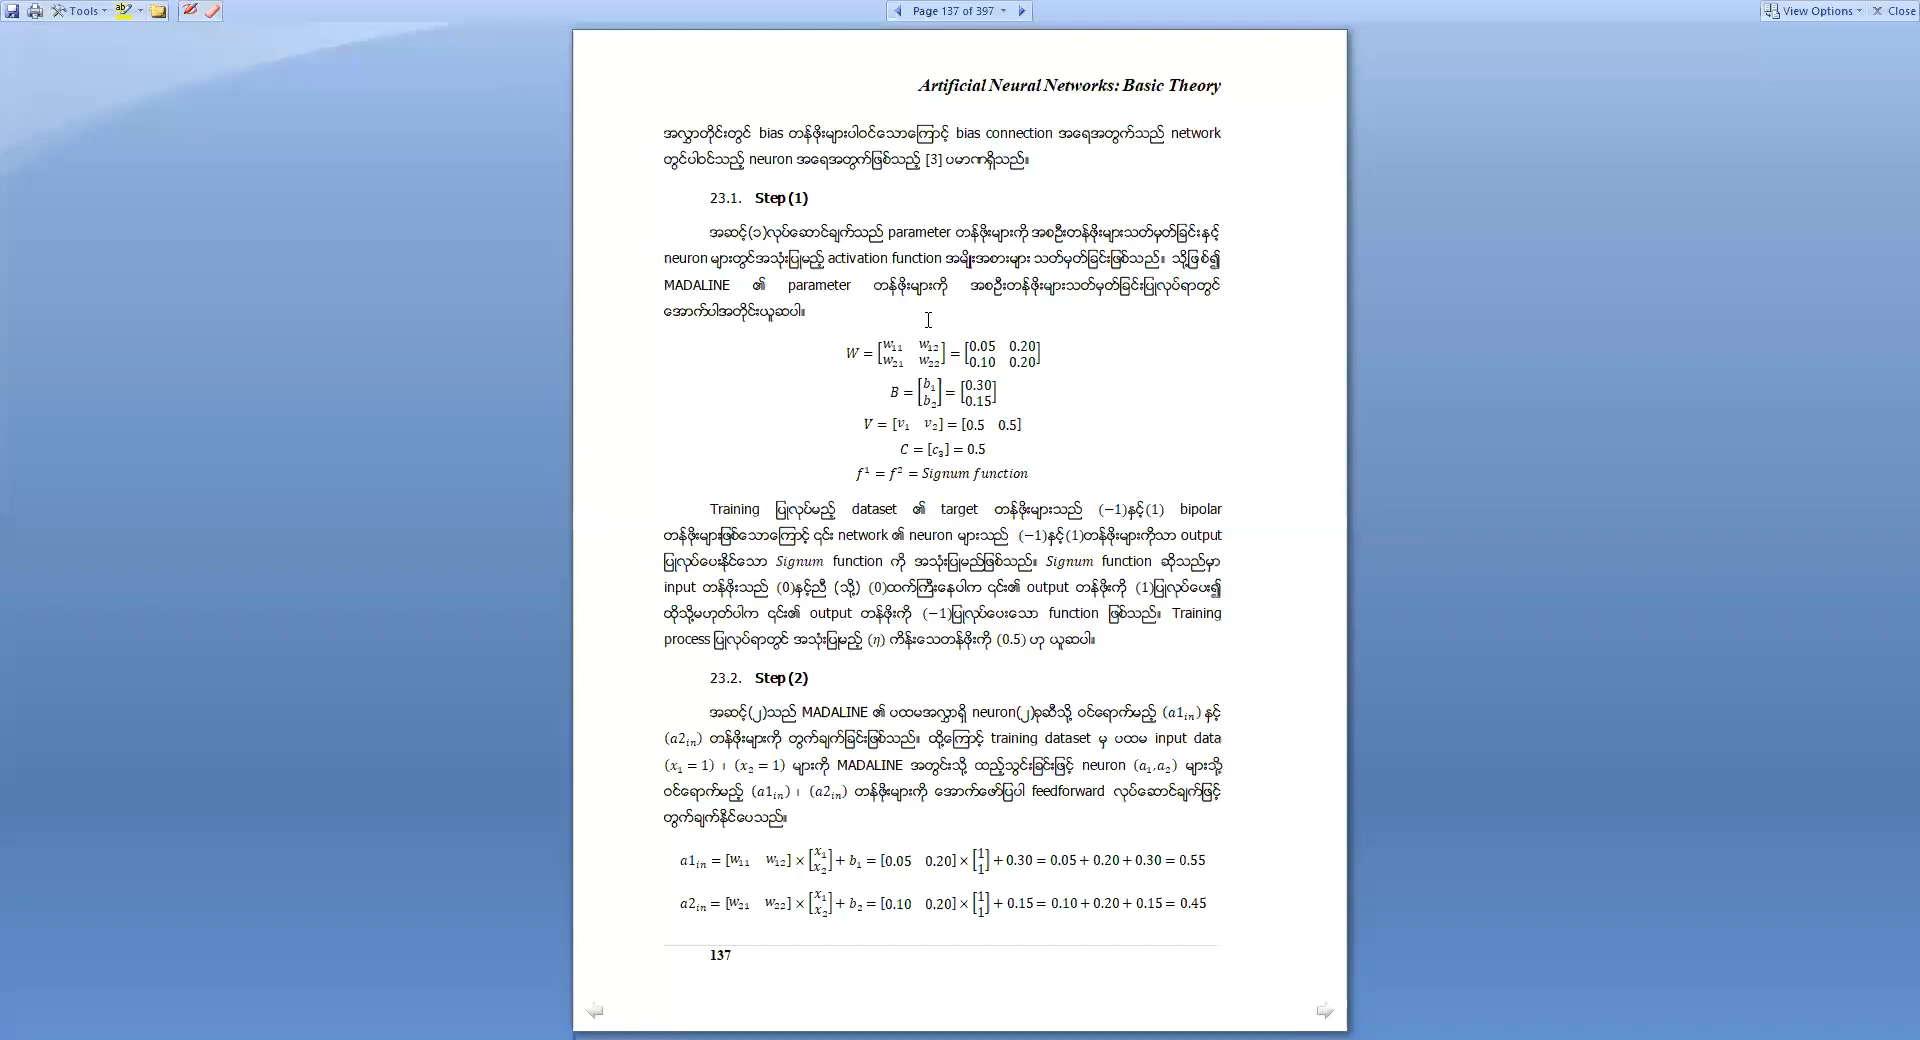 Tools
Page 137 of 397
View Options
Close
Artificial Neural Networks: Basic Theory
အလွှာတိုင်းတွင် bias တန်ဖိုးများပါဝင်သောကြောင့် bias connection အရေအတွက်သည် network
တွင်ပါဝင်သည့် neuron အရေအတွက်ဖြစ်သည့် [3] ပမာဏရှိသည်။
23.1. Step (1)
အဆင့်(၁)လုပ်ဆောင်ချက်သည် parameter တန်ဖိုးများကို အစဦးတန်ဖိုးများသတ်မှတ်ခြင်းနှင့်
neuron များတွင်အသုံးပြုမည့် activation function အမျိုးအစားများ သတ်မှတ်ခြင်းဖြစ်သည်။ သို့ဖြစ်၍
MADALINE ၏ parameter တန်ဖိုးများကို အစဦးတန်ဖိုးများသတ်မှတ်ခြင်းပြုလုပ်ရာတွင်
အောက်ပါအတိုင်းယူဆပါ။
W = [w₁₁ w₁₂ w₂₁ w₂₂] = [0.05 0.20 0.10 0.20]
B = [b₁ b₂] = [0.30 0.15]
V = [v₁ v₂] = [0.5 0.5]
C = [c₃] = 0.5
f¹ = f² = Signum function
Training ပြုလုပ်မည့် dataset ၏ target တန်ဖိုးများသည် (−1)နှင့်(1) bipolar
တန်ဖိုးများဖြစ်သောကြောင့် ၎င်း network ၏ neuron များသည် (−1)နှင့်(1)တန်ဖိုးများကိုသာ output
ပြုလုပ်ပေးနိုင်သော Signum function ကို အသုံးပြုမည်ဖြစ်သည်။ Signum function ဆိုသည်မှာ
input တန်ဖိုးသည် (0)နှင့်ညီ (သို့) (0)ထက်ကြီးနေပါက ၎င်း၏ output တန်ဖိုးကို (1)ပြုလုပ်ပေး၍
ထိုသို့မဟုတ်ပါက ၎င်း၏ output တန်ဖိုးကို (−1)ပြုလုပ်ပေးသော function ဖြစ်သည်။ Training
process ပြုလုပ်ရာတွင် အသုံးပြုမည့် (η) ကိန်းသေတန်ဖိုးကို (0.5) ဟု ယူဆပါ။
23.2. Step (2)
အဆင့်(၂)သည် MADALINE ၏ ပထမအလွှာရှိ neuron(၂)ခုဆီသို့ ဝင်ရောက်မည့် (a1ᵢₙ) နှင့်
(a2ᵢₙ) တန်ဖိုးများကို တွက်ချက်ခြင်းဖြစ်သည်။ ထို့ကြောင့် training dataset မှ ပထမ input data
(x₁ = 1) ၊ (x₂ = 1) များကို MADALINE အတွင်းသို့ ထည့်သွင်းခြင်းဖြင့် neuron (a₁,a₂) များသို့
ဝင်ရောက်မည့် (a1ᵢₙ) ၊ (a2ᵢₙ) တန်ဖိုးများကို အောက်ဖော်ပြပါ feedforward လုပ်ဆောင်ချက်ဖြင့်
တွက်ချက်နိုင်ပေသည်။
a1ᵢₙ = [w₁₁ w₁₂] × [x₁ x₂] + b₁ = [0.05 0.20] × [1 1] + 0.30 = 0.05 + 0.20 + 0.30 = 0.55
a2ᵢₙ = [w₂₁ w₂₂] × [x₁ x₂] + b₂ = [0.10 0.20] × [1 1] + 0.15 = 0.10 + 0.20 + 0.15 = 0.45
137